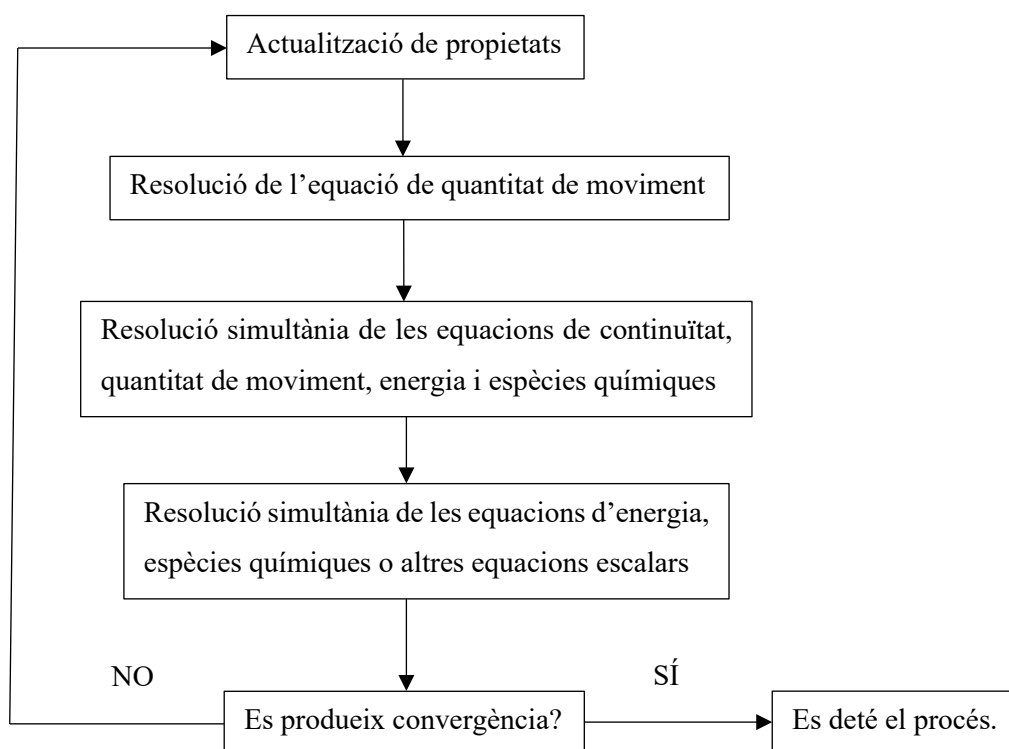 Actualització de propietats
Resolució de l’equació de quantitat de moviment
Resolució simultània de les equacions de continuïtat,
quantitat de moviment, energia i espècies químiques
Resolució simultània de les equacions d’energia,
espècies químiques o altres equacions escalars
NO
SÍ
Es produeix convergència?
Es deté el procés.